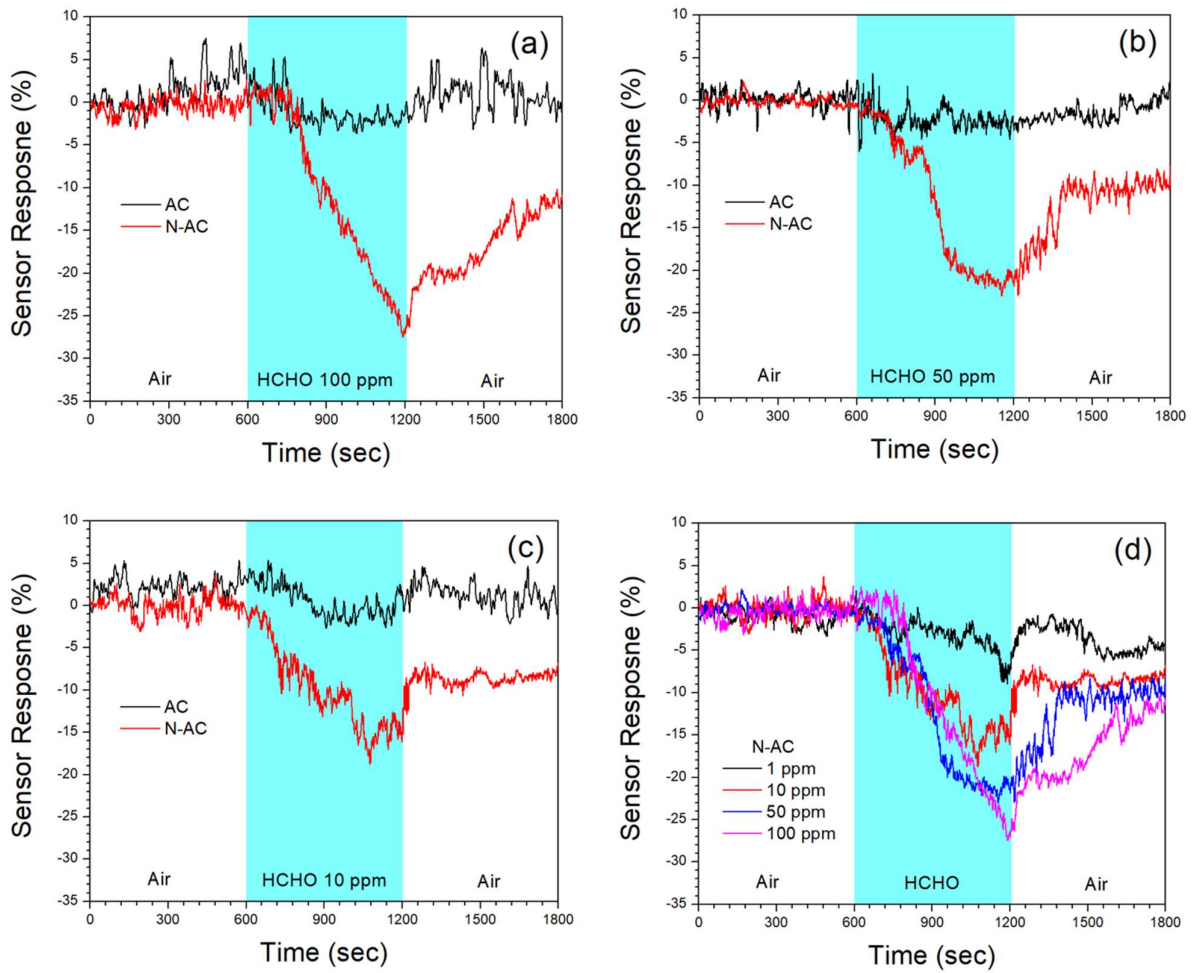 (a)
Sensor Resposne (%)
10
5
0
-5
-10
-15
-20
-25
-30
-35
AC
N-AC
Air
HCHO 100 ppm
Air
0
300
600
900
1200
1500
1800
Time (sec)
(b)
Sensor Resposne (%)
10
5
0
-5
-10
-15
-20
-25
-30
-35
AC
N-AC
Air
HCHO 50 ppm
Air
0
300
600
900
1200
1500
1800
Time (sec)
(c)
Sensor Resposne (%)
10
5
0
-5
-10
-15
-20
-25
-30
-35
AC
N-AC
Air
HCHO 10 ppm
Air
0
300
600
900
1200
1500
1800
Time (sec)
(d)
Sensor Resposne (%)
10
5
0
-5
-10
-15
-20
-25
-30
-35
N-AC
1 ppm
10 ppm
50 ppm
100 ppm
Air
HCHO
Air
0
300
600
900
1200
1500
1800
Time (sec)